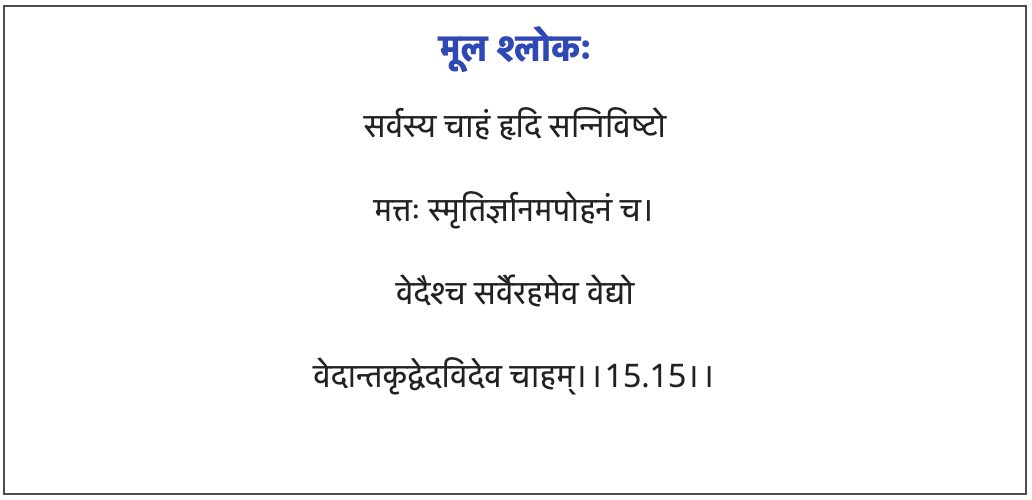 मूल श्लोकः
सर्वस्य चाहं हृदि सन्निविष्टो
मत्तः स्मृतिर्ज्ञानमपोहनं च।
वेदैश्च सर्वैरहमेव वेद्यो
वेदान्तकृद्वेदविदेव चाहम्।।15.15।।